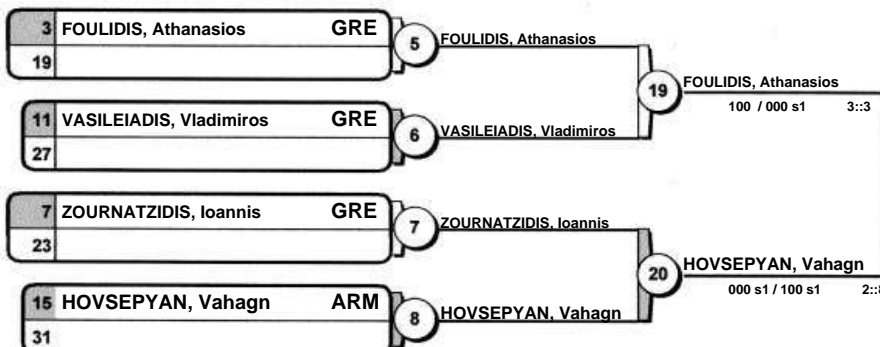 3 FOULIDIS, Athanasios GRE
19
5
FOULIDIS, Athanasios
11 VASILEIADIS, Vladimiros GRE
27
6
VASILEIADIS, Vladimiros
19
FOULIDIS, Athanasios
100 / 000 s1 3::3
7 ZOURNATZIDIS, Ioannis GRE
23
7
ZOURNATZIDIS, Ioannis
15 HOVSEPYAN, Vahagn ARM
31
8
HOVSEPYAN, Vahagn
20
HOVSEPYAN, Vahagn
000 s1 / 100 s1